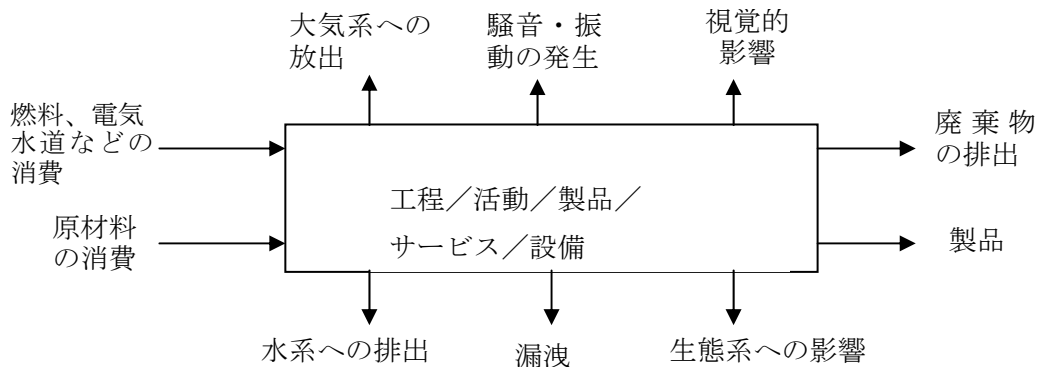 大気系への
放出
騒音・振
動の発生
視覚的
影響
燃料、電気
水道などの
消費
廃棄物
の排出
工程／活動／製品／
サービス／設備
原材料
の消費
製品
水系への排出
漏洩
生態系への影響